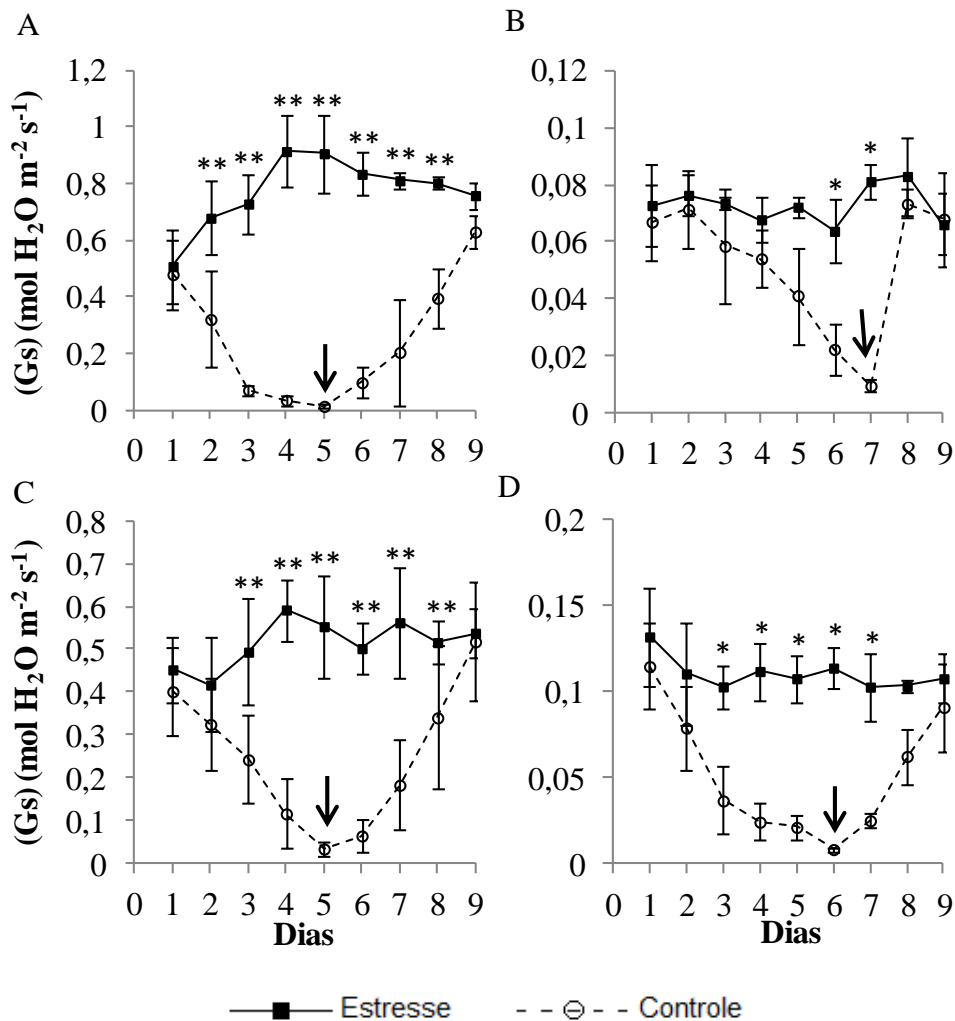 A
(Gs) (mol H₂O m⁻² s⁻¹)
1,2
1
0,8
0,6
0,4
0,2
0
** ** ** ** ** ** **
0 1 2 3 4 5 6 7 8 9
B
0,12
0,1
0,08
0,06
0,04
0,02
0
* *
0 1 2 3 4 5 6 7 8 9
C
(Gs) (mol H₂O m⁻² s⁻¹)
0,8
0,7
0,6
0,5
0,4
0,3
0,2
0,1
0
** ** ** ** ** **
0 1 2 3 4 5 6 7 8 9
Dias
D
0,2
0,15
0,1
0,05
0
* * * * *
0 1 2 3 4 5 6 7 8 9
Dias
Estresse Controle